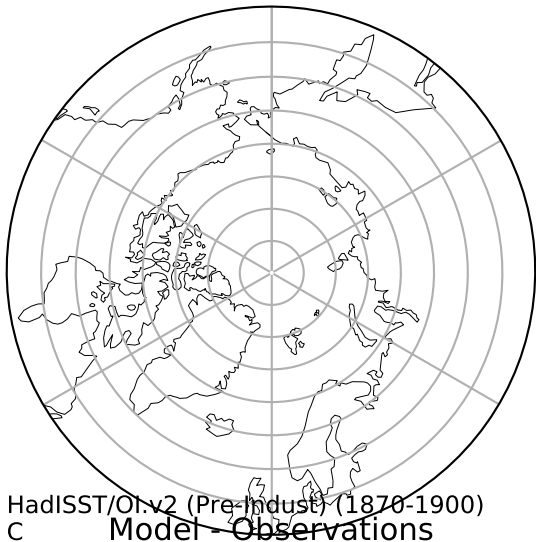 HadISST/OI.v2 (Pre-Indust) (1870-1900)
C Model - Observations